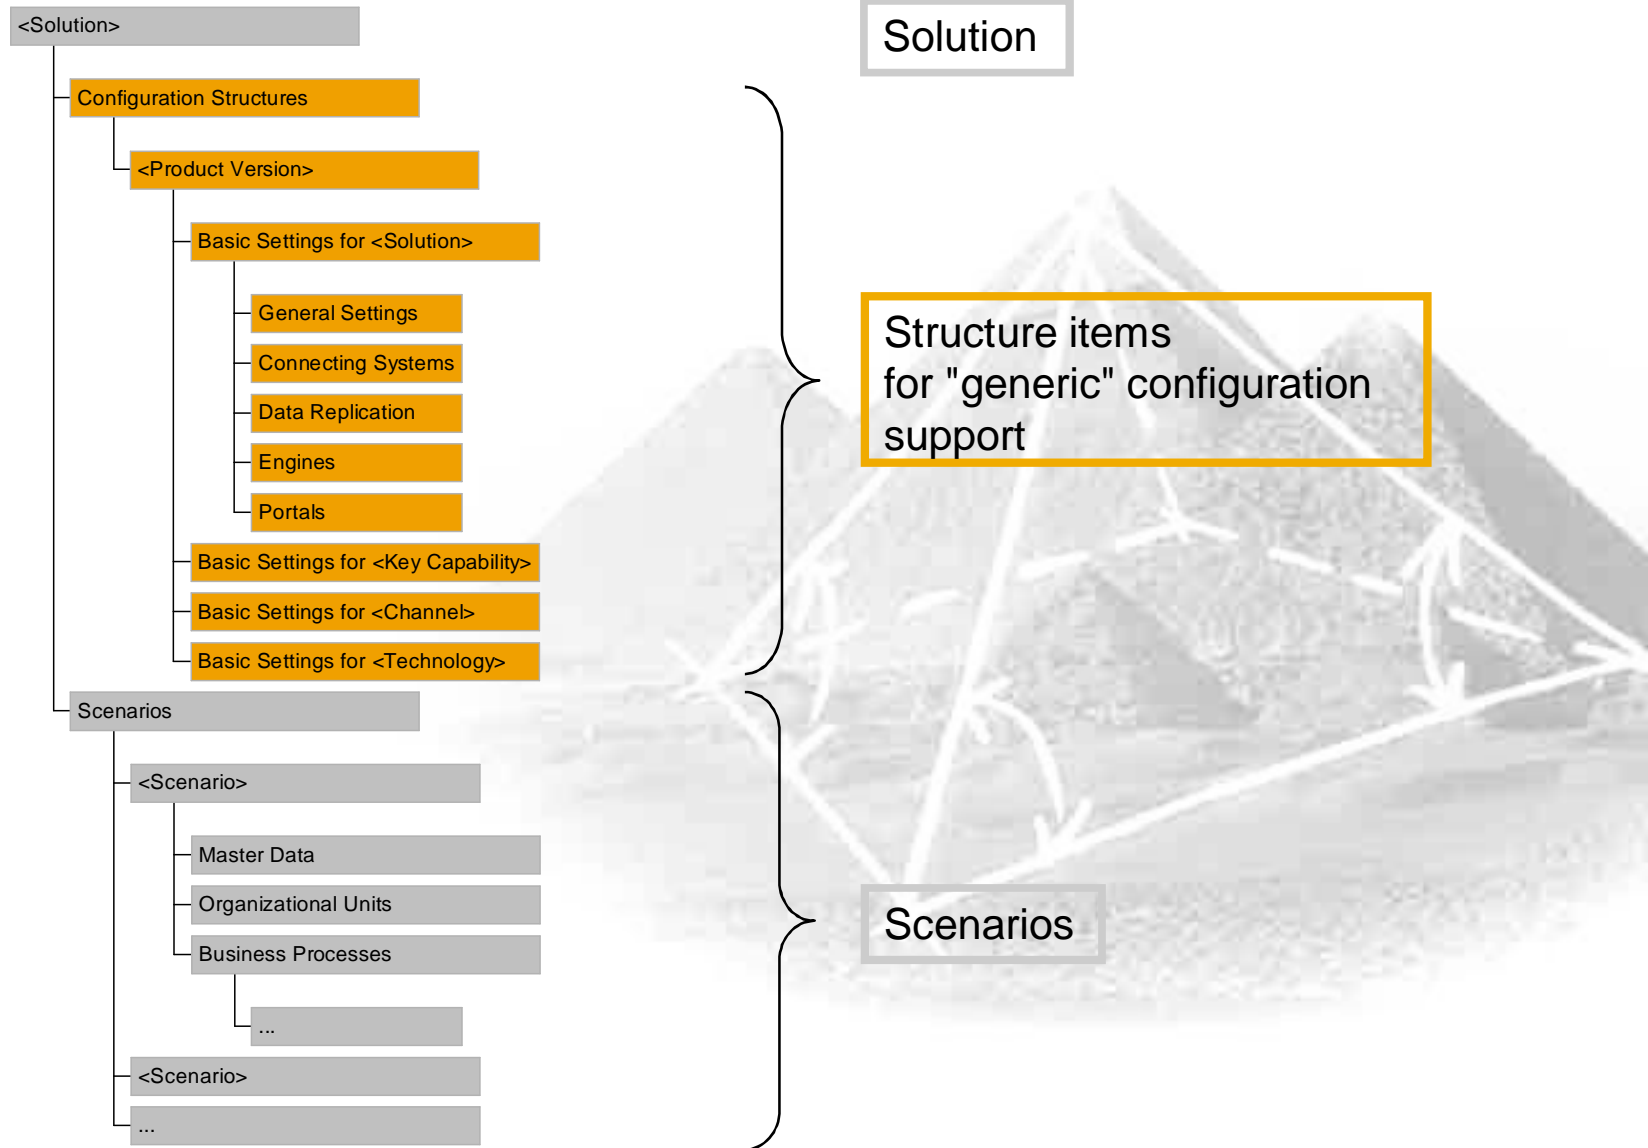 <Solution>
Configuration Structures
<Product Version>
Basic Settings for <Solution>
General Settings
Connecting Systems
Data Replication
Engines
Portals
Basic Settings for <Key Capability>
Basic Settings for <Channel>
Basic Settings for <Technology>
Scenarios
<Scenario>
Master Data
Organizational Units
Business Processes
...
<Scenario>
...
Solution
Structure items
for "generic" configuration
support
Scenarios